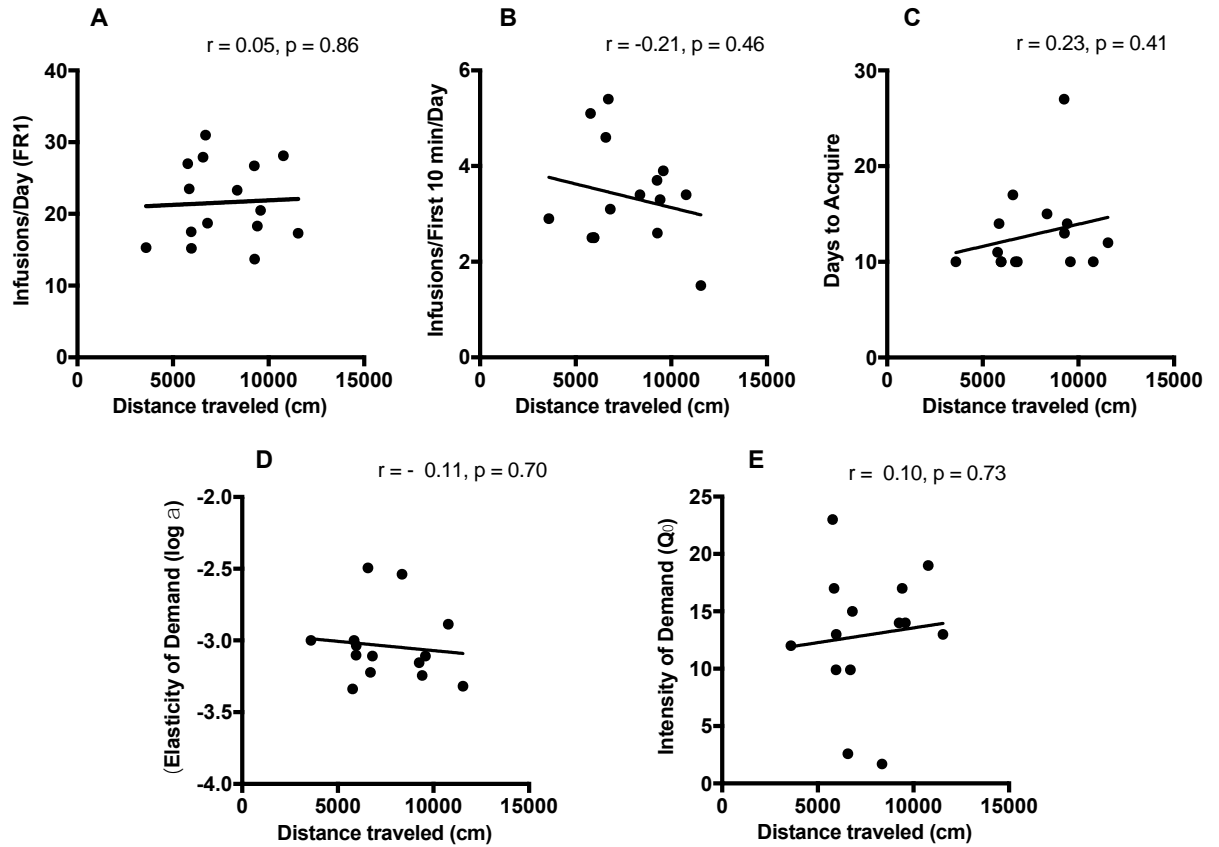 A
r = 0.05, p = 0.86
Infusions/Day (FR1)
40
30
20
10
0
0 5000 10000 15000
Distance traveled (cm)
B
r = -0.21, p = 0.46
Infusions/First 10 min/Day
6
4
2
0
0 5000 10000 15000
Distance traveled (cm)
C
r = 0.23, p = 0.41
Days to Acquire
30
20
10
0
0 5000 10000 15000
Distance traveled (cm)
D
r = - 0.11, p = 0.70
(Elasticity of Demand (log a)
-2.0
-2.5
-3.0
-3.5
-4.0
0 5000 10000 15000
Distance traveled (cm)
E
r = 0.10, p = 0.73
Intensity of Demand (Q0)
25
20
15
10
5
0
0 5000 10000 15000
Distance traveled (cm)